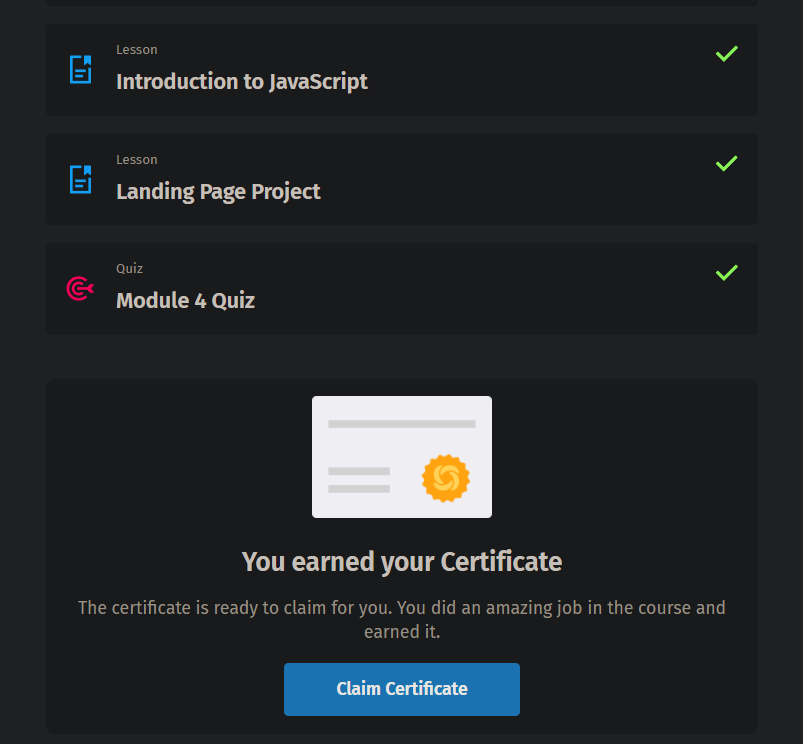 Lesson
Introduction to JavaScript
Lesson
Landing Page Project
Quiz
Module 4 Quiz
You earned your Certificate
The certificate is ready to claim for you. You did an amazing job in the course and
earned it.
Claim Certificate